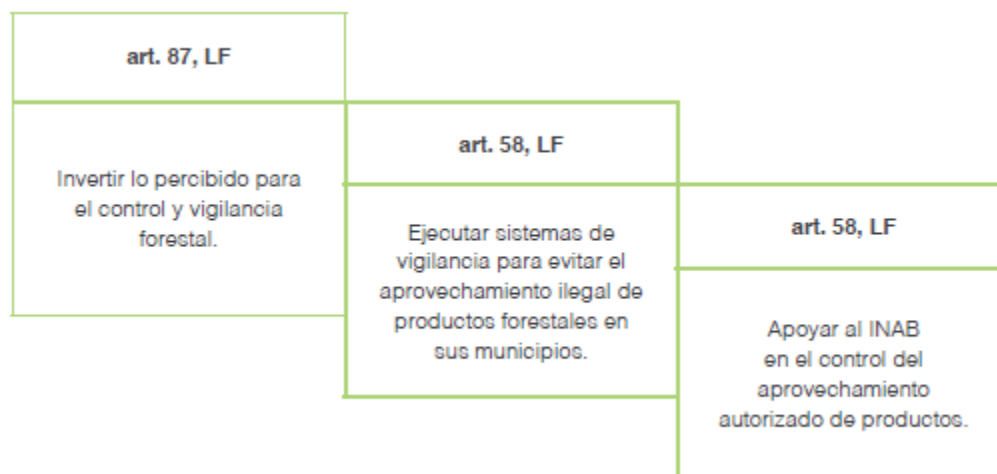 art. 87, LF
Invertir lo percibido para
el control y vigilancia
forestal.
art. 58, LF
Ejecutar sistemas de
vigilancia para evitar el
aprovechamiento ilegal de
productos forestales en
sus municipios.
art. 58, LF
Apoyar al INAB
en el control del
aprovechamiento
autorizado de productos.